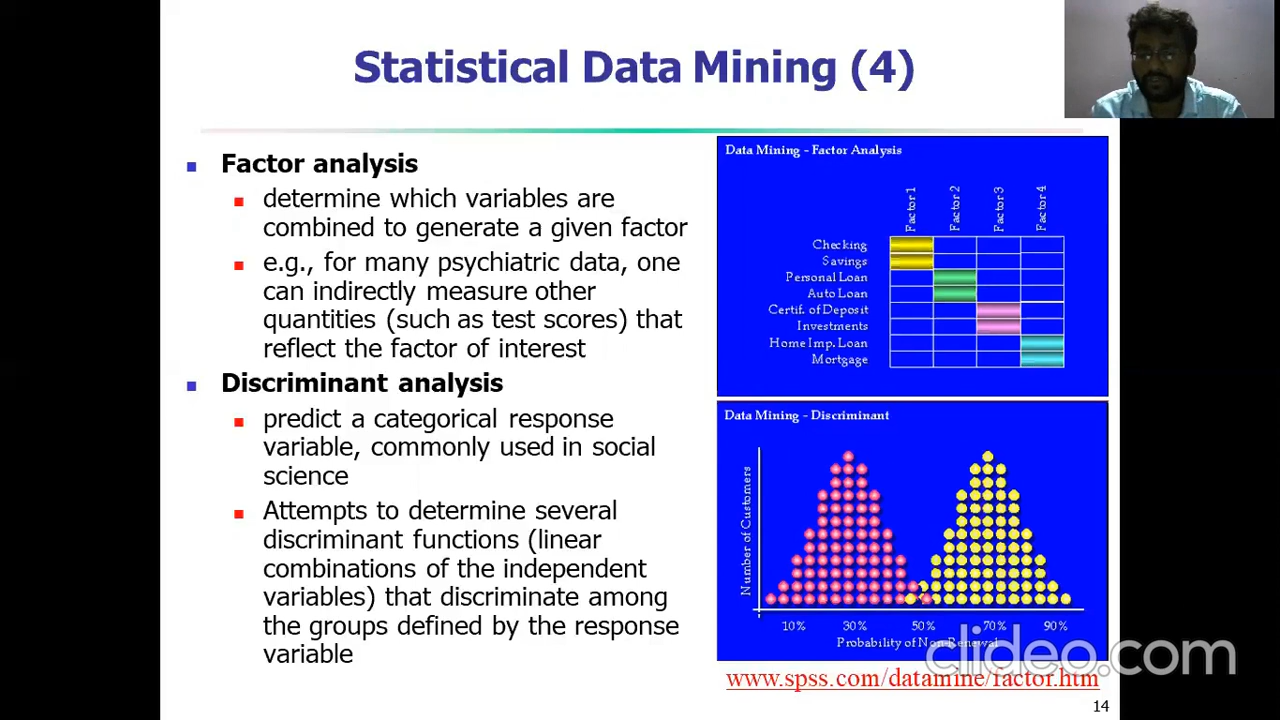 Statistical Data Mining (4)
Factor analysis
determine which variables are
combined to generate a given factor
e.g., for many psychiatric data, one
can indirectly measure other
quantities (such as test scores) that
reflect the factor of interest
Discriminant analysis
predict a categorical response
variable, commonly used in social
science
Attempts to determine several
discriminant functions (linear
combinations of the independent
variables) that discriminate among
the groups defined by the response
variable
Data Mining - Factor Analysis
Factor 1
Factor 2
Factor 3
Factor 4
Checking
$avings
Personal Loan
Auto Loan
Certif. of Deposit
Investments
Home Imp. Loan
Mortgage
Data Mining - Discriminant
Number of Customers
10% 30% 50% 70% 90%
Probability of Non-Renewal
clideo.com
www.spss.com/datamine/factor.htm
14